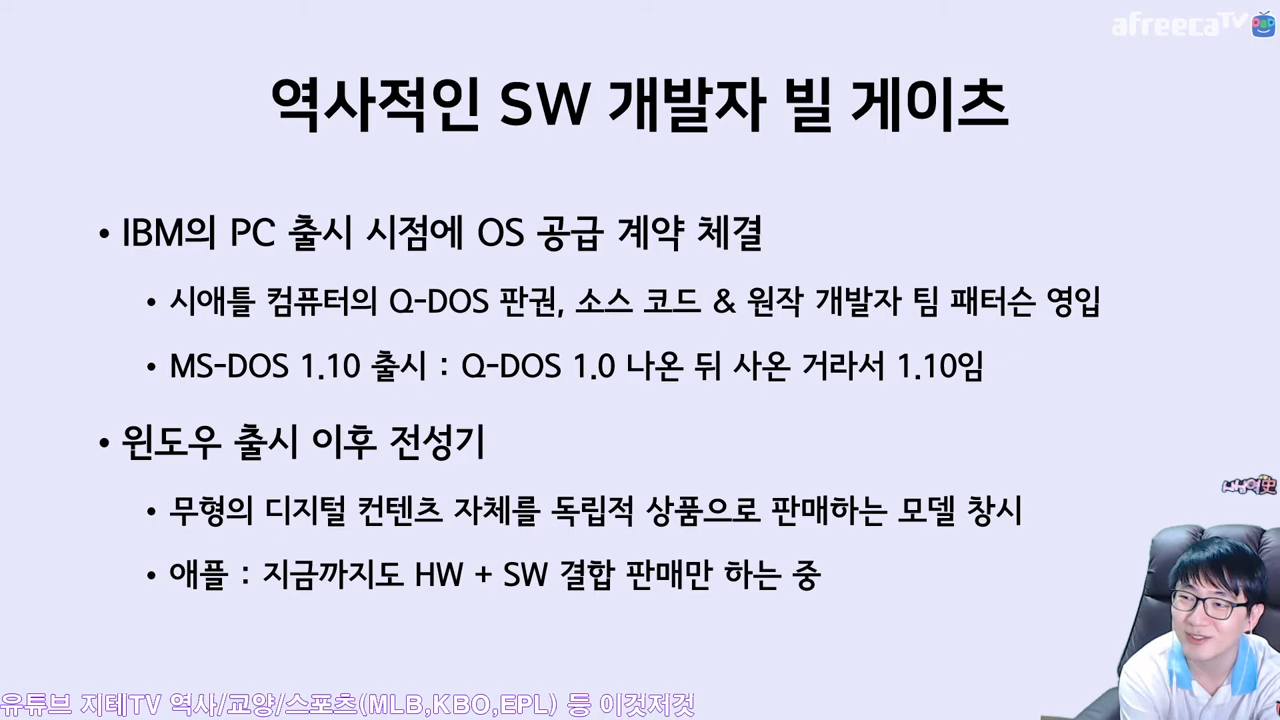 afreecaTV
역사적인 SW 개발자 빌 게이츠
• IBM의 PC 출시 시점에 OS 공급 계약 체결
• 시애틀 컴퓨터의 Q-DOS 판권, 소스 코드 & 원작 개발자 팀 패터슨 영입
• MS-DOS 1.10 출시 : Q-DOS 1.0 나온 뒤 사온 거라서 1.10임
• 윈도우 출시 이후 전성기
• 무형의 디지털 컨텐츠 자체를 독립적 상품으로 판매하는 모델 창시
• 애플 : 지금까지도 HW + SW 결합 판매만 하는 중
유튜브 지테TV 역사/교양/스포츠(MLB,KBO,EPL) 등 이것저것